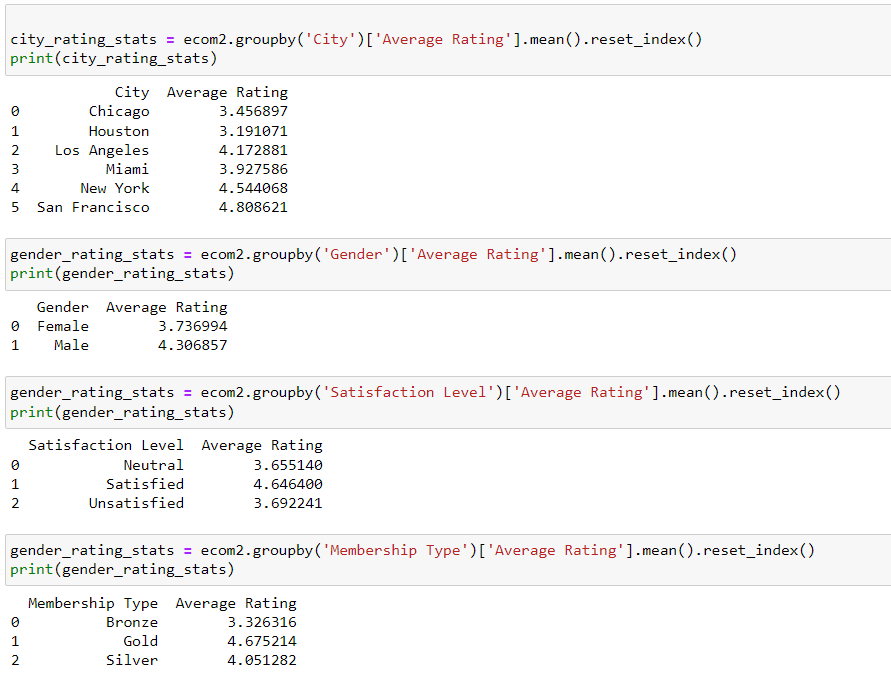 city_rating_stats = ecom2.groupby('City')['Average Rating'].mean().reset_index()
print(city_rating_stats)
            City  Average Rating
0        Chicago        3.456897
1        Houston        3.191071
2    Los Angeles        4.172881
3          Miami        3.927586
4       New York        4.544068
5  San Francisco        4.808621
gender_rating_stats = ecom2.groupby('Gender')['Average Rating'].mean().reset_index()
print(gender_rating_stats)
   Gender  Average Rating
0  Female        3.736994
1    Male        4.306857
gender_rating_stats = ecom2.groupby('Satisfaction Level')['Average Rating'].mean().reset_index()
print(gender_rating_stats)
  Satisfaction Level  Average Rating
0            Neutral        3.655140
1          Satisfied        4.646400
2        Unsatisfied        3.692241
gender_rating_stats = ecom2.groupby('Membership Type')['Average Rating'].mean().reset_index()
print(gender_rating_stats)
  Membership Type  Average Rating
0          Bronze        3.326316
1            Gold        4.675214
2          Silver        4.051282